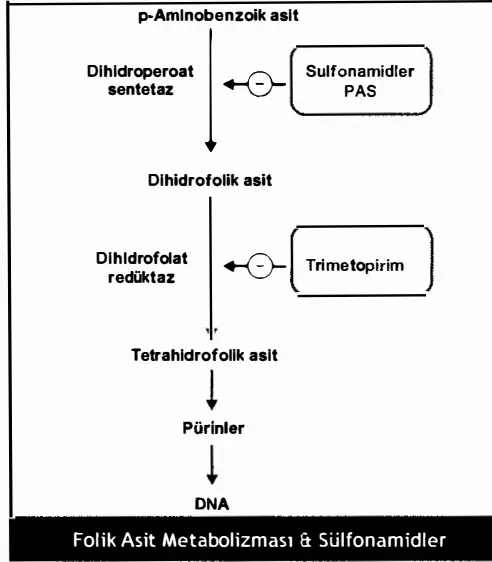 p-Aminobenzoik asit
Dihidroperoat
sentetaz
−
Sulfonamidler
PAS
Dihidrofolik asit
Dihidrofolat
redüktaz
−
Trimetopirim
Tetrahidrofolik asit
Pürinler
DNA
Folik Asit Metabolizması & Sülfonamidler